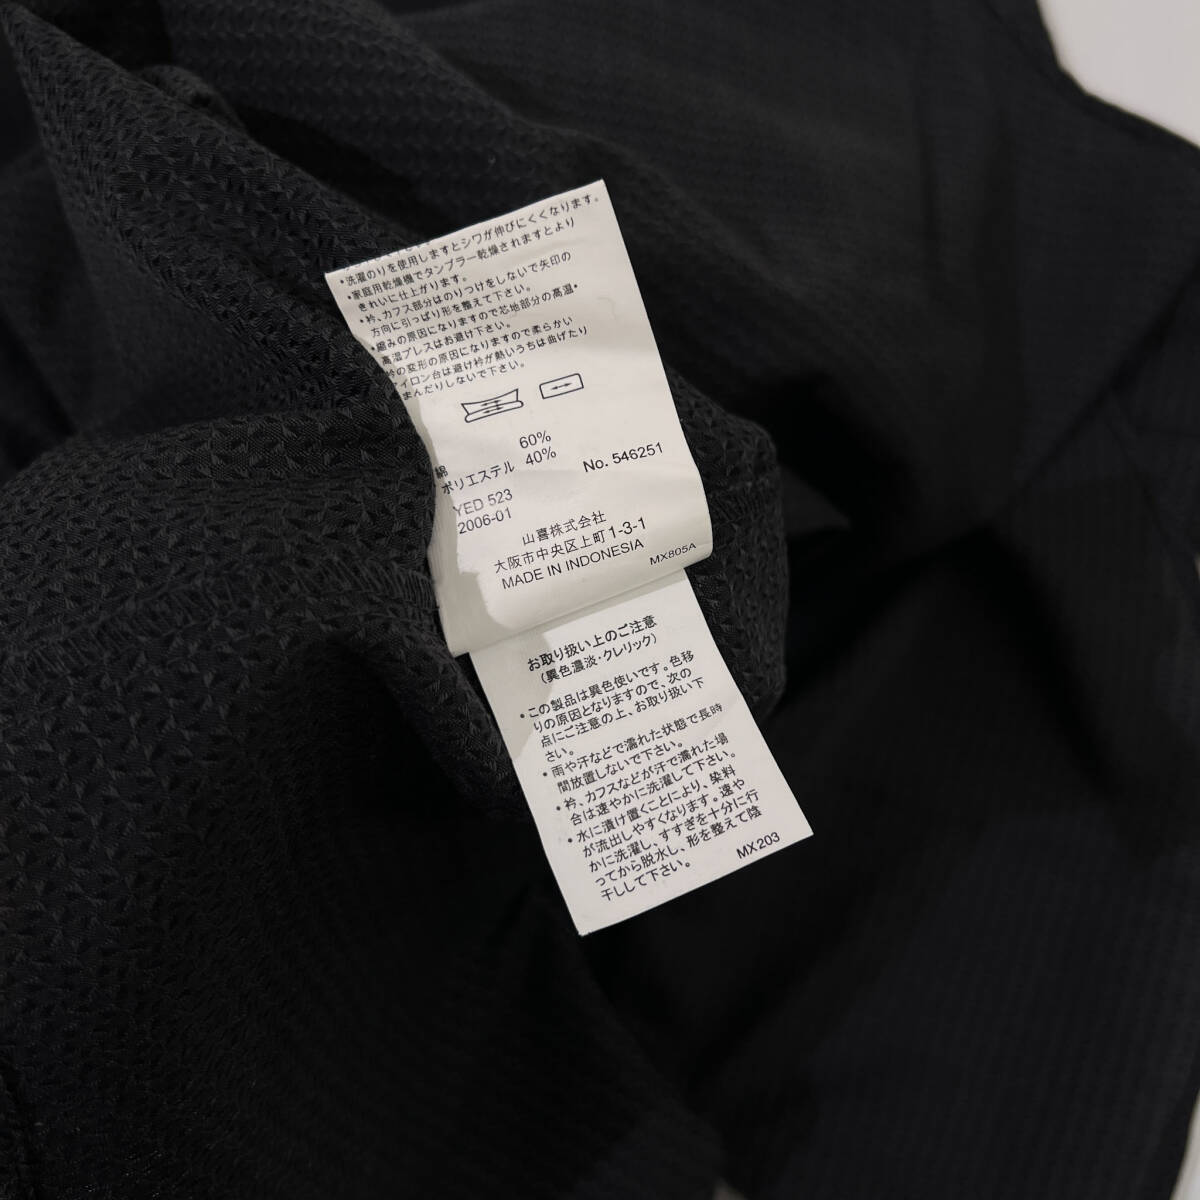 ・洗濯のりを使用しますとシワが伸びにくくなります。
・家庭用乾燥機でタンブラー乾燥されますとより
きれいに仕上がります。
・衿、カフス部分はのりつけをしないで矢印の
方向に引っぱり形を整えて下さい。
・縮みの原因になりますので芯地部分の高温・
高温プレスはお避け下さい。
衿の変形の原因になりますので柔らかい
アイロン台は避け衿が熱いうちは曲げたり
まんだりしないで下さい。
綿 60%
ポリエステル 40%
No. 546251
YED 523
2006-01
山喜株式会社
大阪市中央区上町1-3-1
MADE IN INDONESIA
MX805A
お取り扱い上のご注意
(異色濃淡・クレリック)
・この製品は異色使いです。色移
りの原因となりますので、次の
点にご注意の上、お取り扱い下
さい。
・雨や汗などで濡れた状態で長時
間放置しないで下さい。
・衿、カフスなどが汗で濡れた場
合は速やかに洗濯して下さい。
・水に漬け置くことにより、染料
が流出しやすくなります。速や
かに洗濯し、すすぎを十分に行
ってから脱水し、形を整えて陰
干しして下さい。
MX203